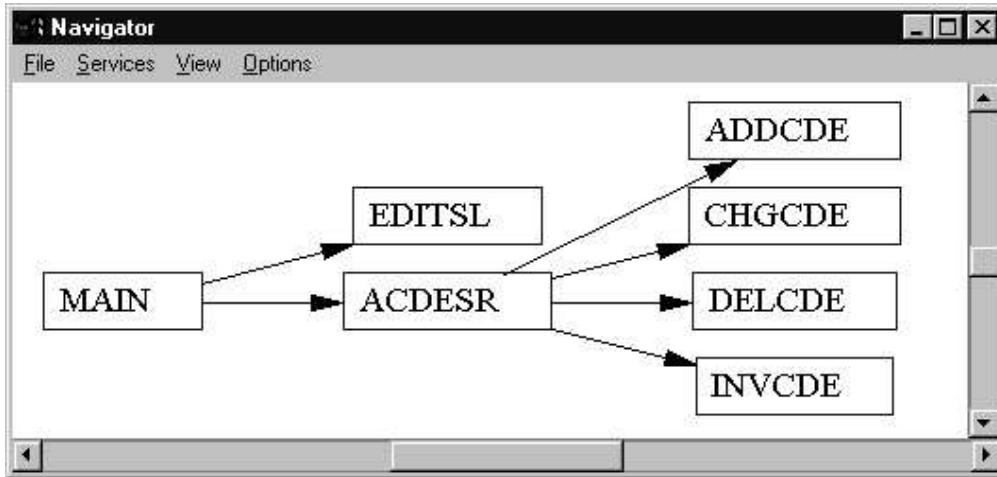 Navigator
File Services View Options
ADDCDE
EDITSL
CHGCDE
MAIN
ACDESR
DELCDE
INVCDE